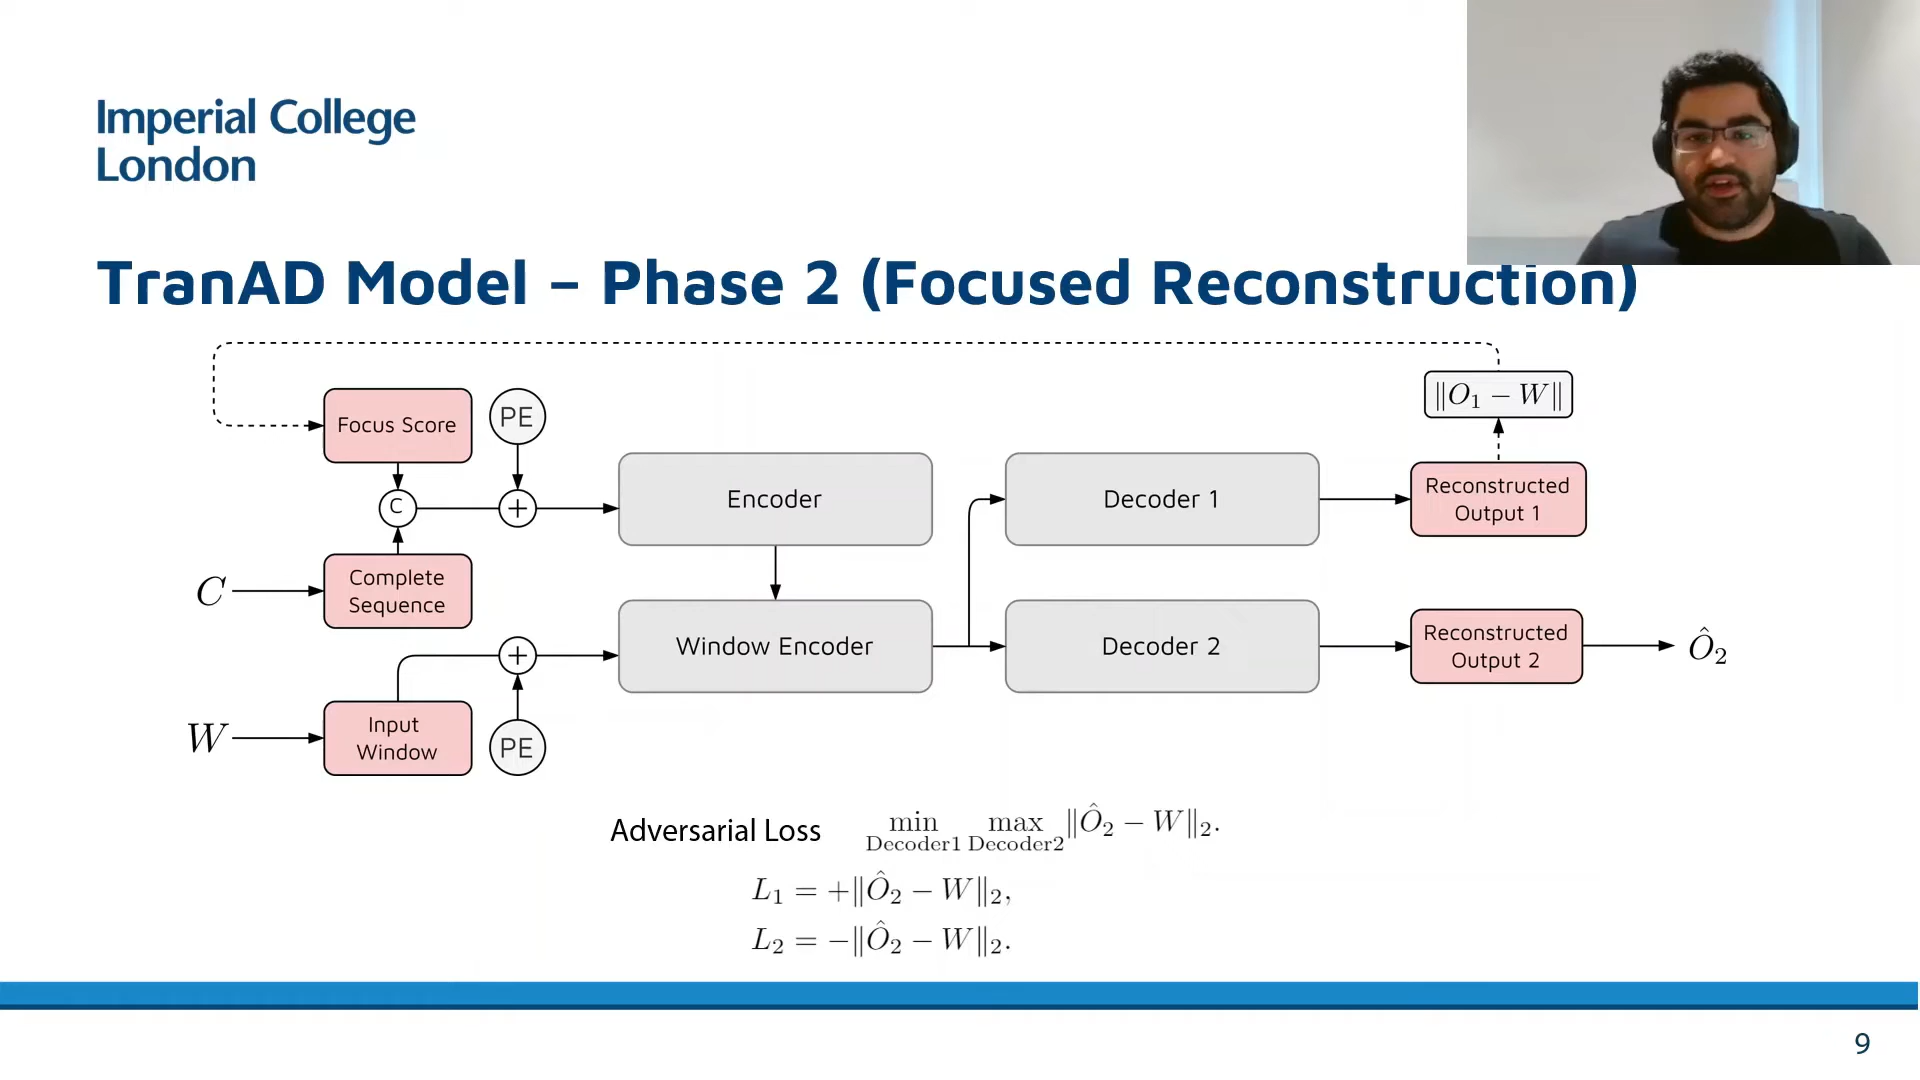 Imperial College
London
TranAD Model – Phase 2 (Focused Reconstruction)
‖O₁ − W‖
Focus Score
PE
C
+
Encoder
Decoder 1
Reconstructed
Output 1
C
Complete
Sequence
+
Window Encoder
Decoder 2
Reconstructed
Output 2
Ô₂
W
Input
Window
PE
Adversarial Loss min max ‖Ô₂ − W‖₂.
Decoder1 Decoder2
L₁ = +‖Ô₂ − W‖₂,
L₂ = −‖Ô₂ − W‖₂.
9